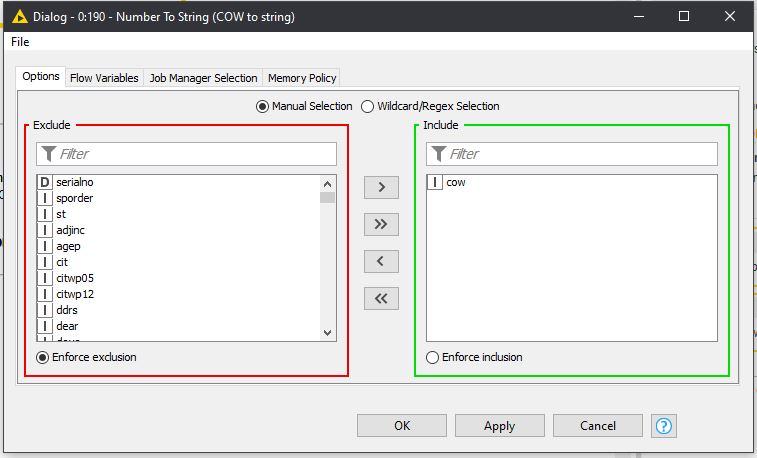 Dialog - 0:190 - Number To String (COW to string)
File
Options Flow Variables Job Manager Selection Memory Policy
Manual Selection Wildcard/Regex Selection
Exclude
Filter
D serialno
I sporder
I st
I adjinc
I agep
I cit
I citwp05
I citwp12
I ddrs
I dear
Enforce exclusion
> 
>>
<
<<
Include
Filter
I cow
Enforce inclusion
OK Apply Cancel ?